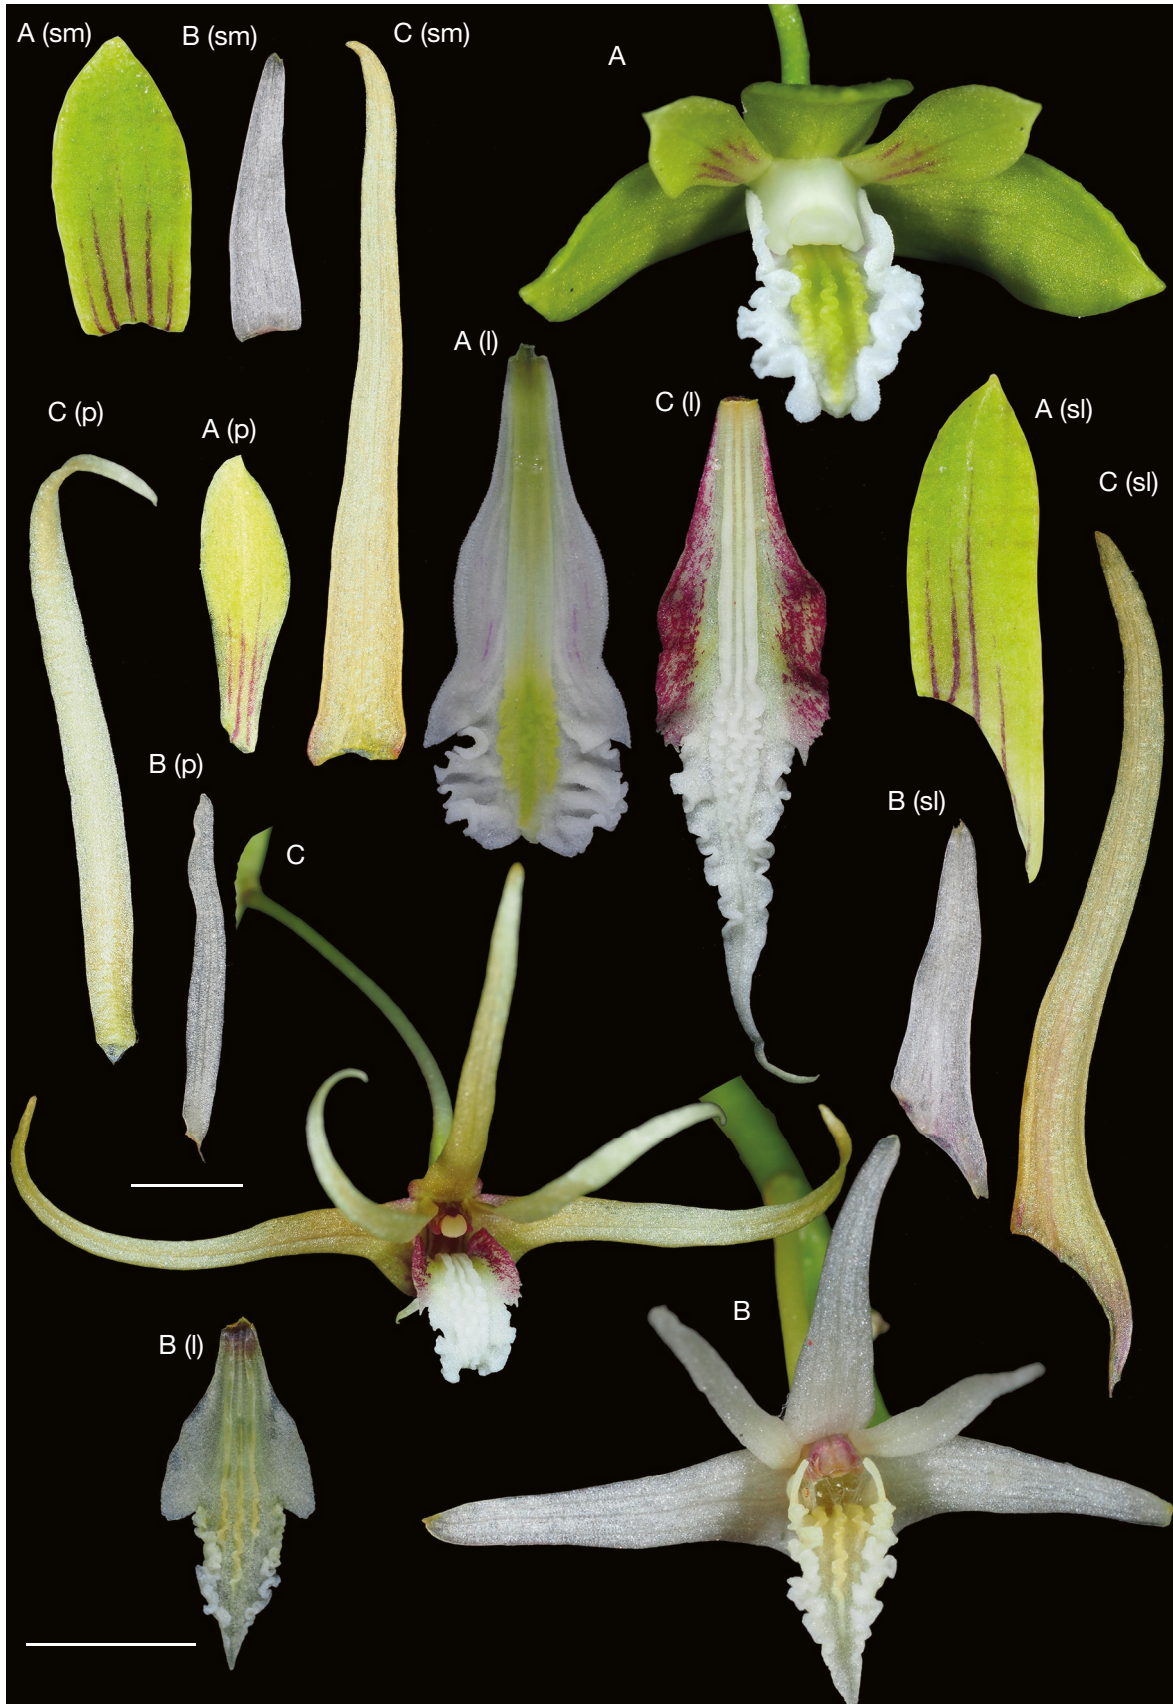 A (sm)
B (sm)
C (sm)
A
A (l)
C (l)
A (sl)
C (p)
A (p)
C (sl)
B (p)
B (sl)
C
B
B (l)